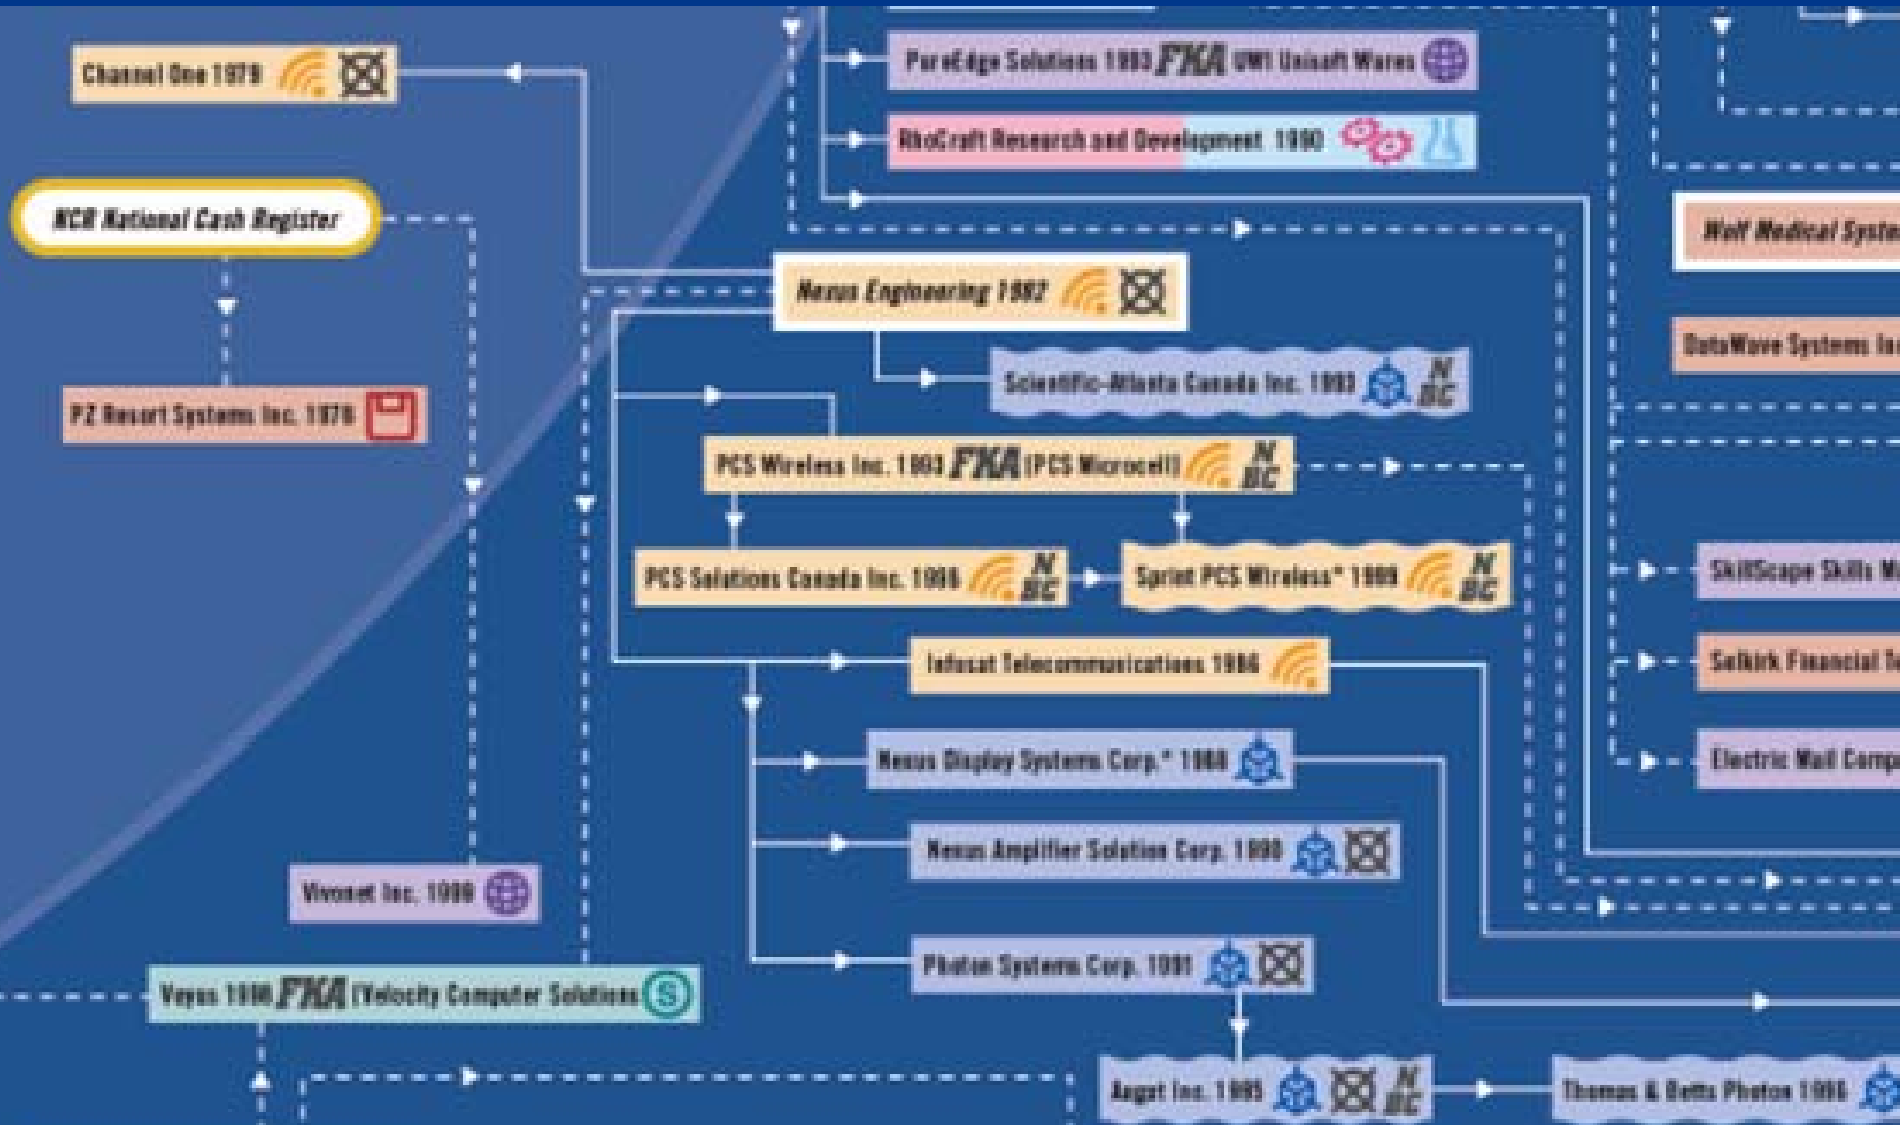 Channel One 1979
PureEdge Solutions 1993 FKA UWI Unisoft Wares
RhoCraft Research and Development 1990
NCR National Cash Register
Wolf Medical Syste
Nexus Engineering 1982
DataWave Systems In
Scientific-Atlanta Canada Inc. 1993 N BC
PZ Resort Systems Inc. 1976
PCS Wireless Inc. 1993 FKA (PCS Microcell) N BC
PCS Solutions Canada Inc. 1996 N BC
Sprint PCS Wireless* 1999 N BC
SkillScape Skills M
Infosat Telecommunications 1986
Selkirk Financial Te
Nexus Display Systems Corp.* 1988
Electric Mail Comp
Nexus Amplifier Solution Corp. 1990
Vivonet Inc. 1999
Photon Systems Corp. 1991
Voyus 1998 FKA (Velocity Computer Solutions S
Augat Inc. 1995 N BC
Thomas & Betts Photon 1996